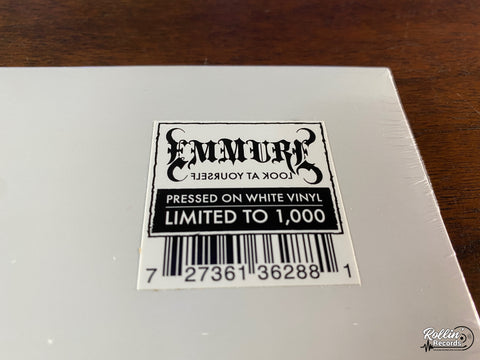 EMMURE
LOOK AT YOURSELF
PRESSED ON WHITE VINYL
LIMITED TO 1,000
7 27361 36288 1
Rollin'
Records